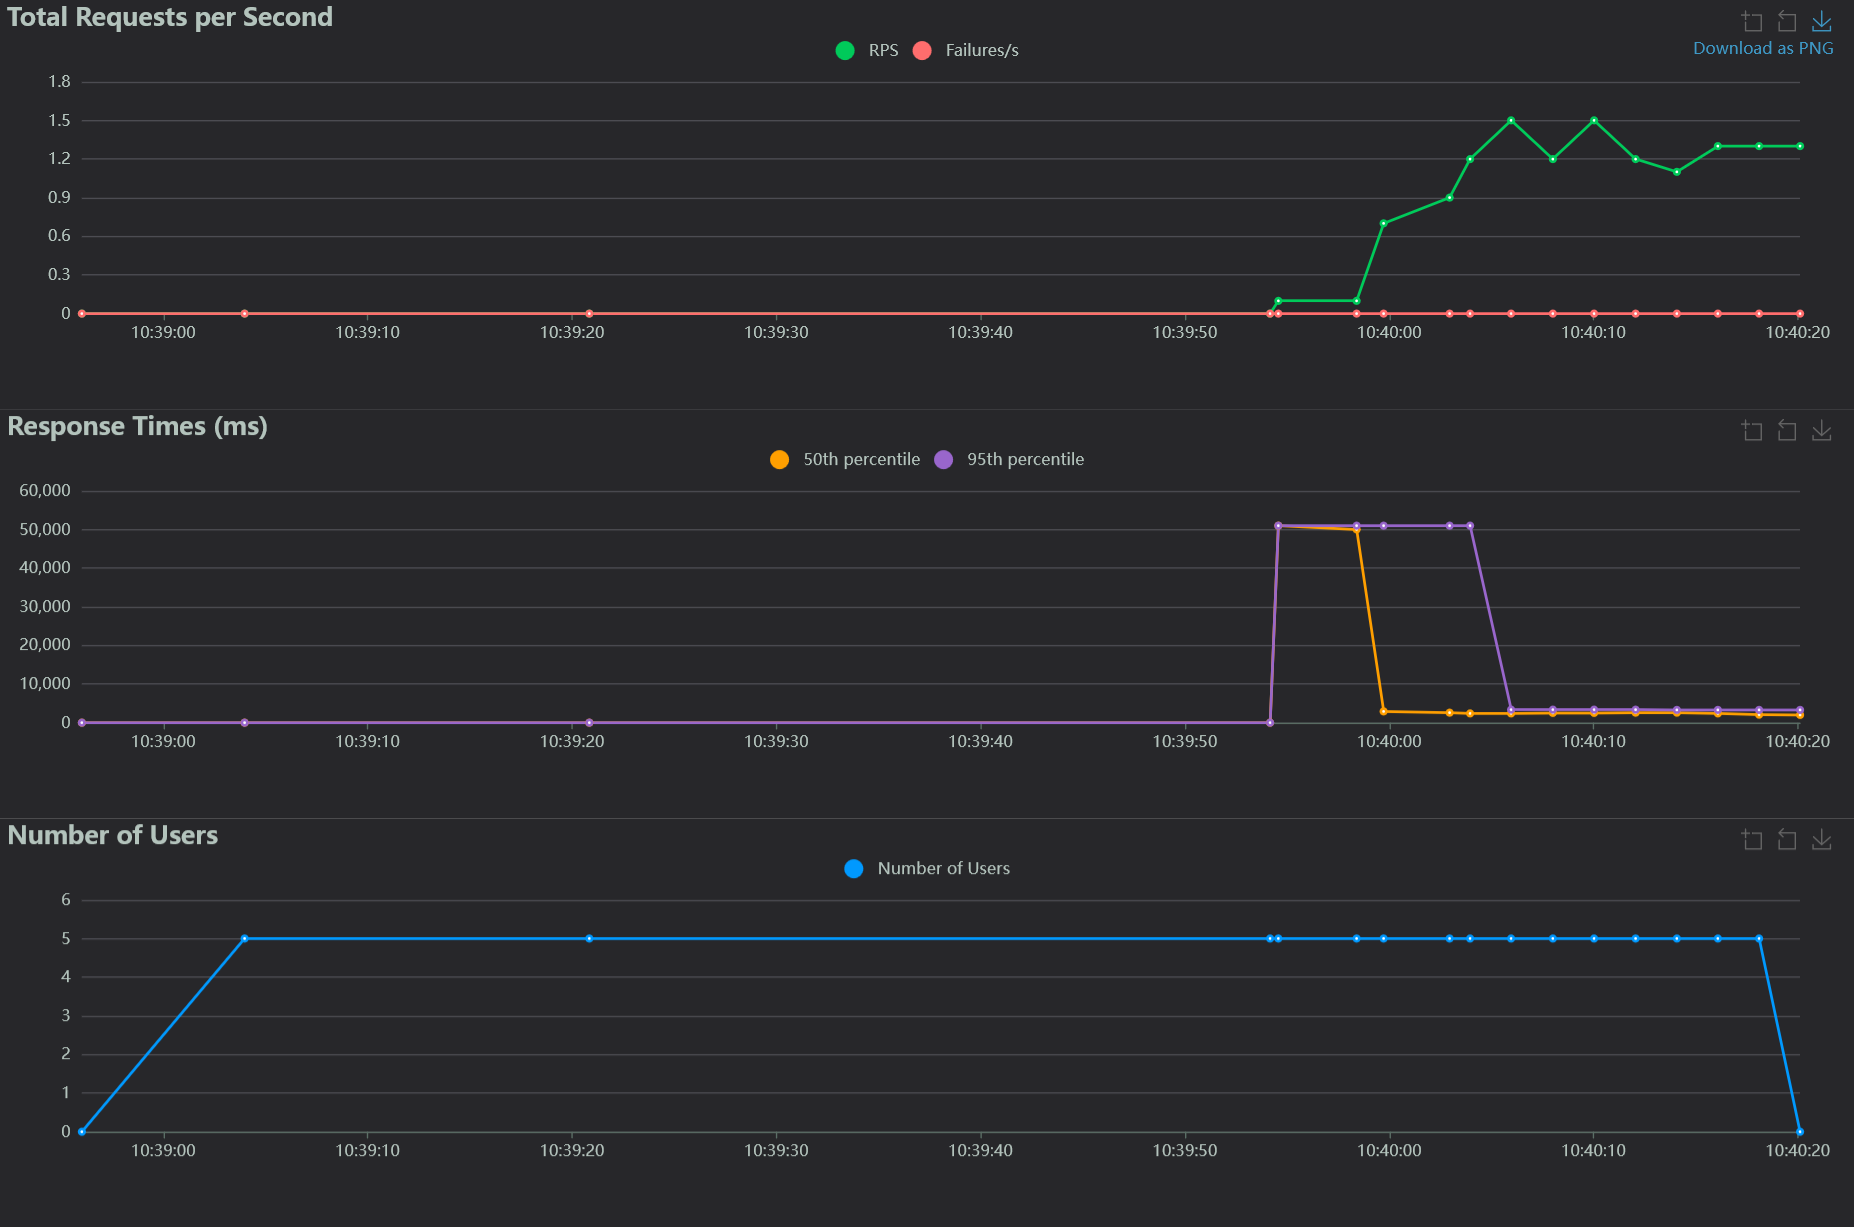 Total Requests per Second
Download as PNG
RPS Failures/s
1.8
1.5
1.2
0.9
0.6
0.3
0
10:39:00 10:39:10 10:39:20 10:39:30 10:39:40 10:39:50 10:40:00 10:40:10 10:40:20
Response Times (ms)
50th percentile 95th percentile
60,000
50,000
40,000
30,000
20,000
10,000
0
10:39:00 10:39:10 10:39:20 10:39:30 10:39:40 10:39:50 10:40:00 10:40:10 10:40:20
Number of Users
Number of Users
6
5
4
3
2
1
0
10:39:00 10:39:10 10:39:20 10:39:30 10:39:40 10:39:50 10:40:00 10:40:10 10:40:20